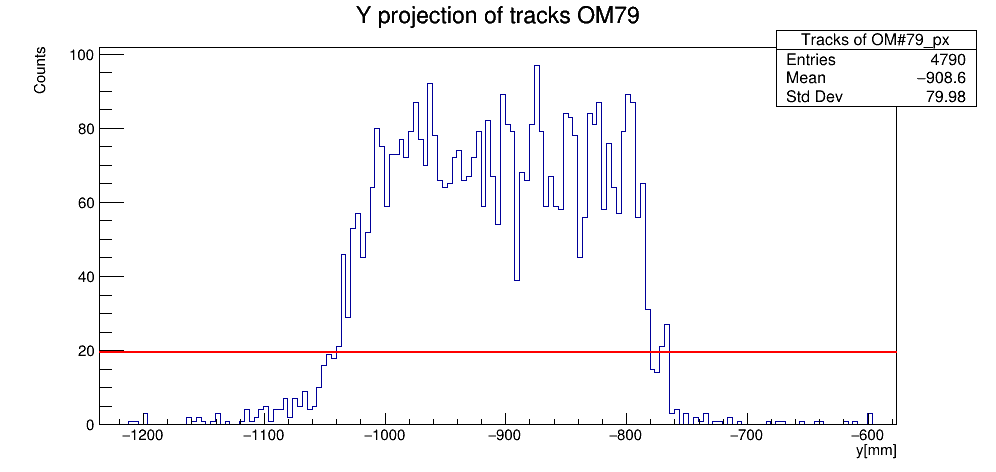 Y projection of tracks OM79
Tracks of OM#79_px
Entries 4790
Mean −908.6
Std Dev 79.98
Counts
100
80
60
40
20
0
−1200 −1100 −1000 −900 −800 −700 −600
y[mm]